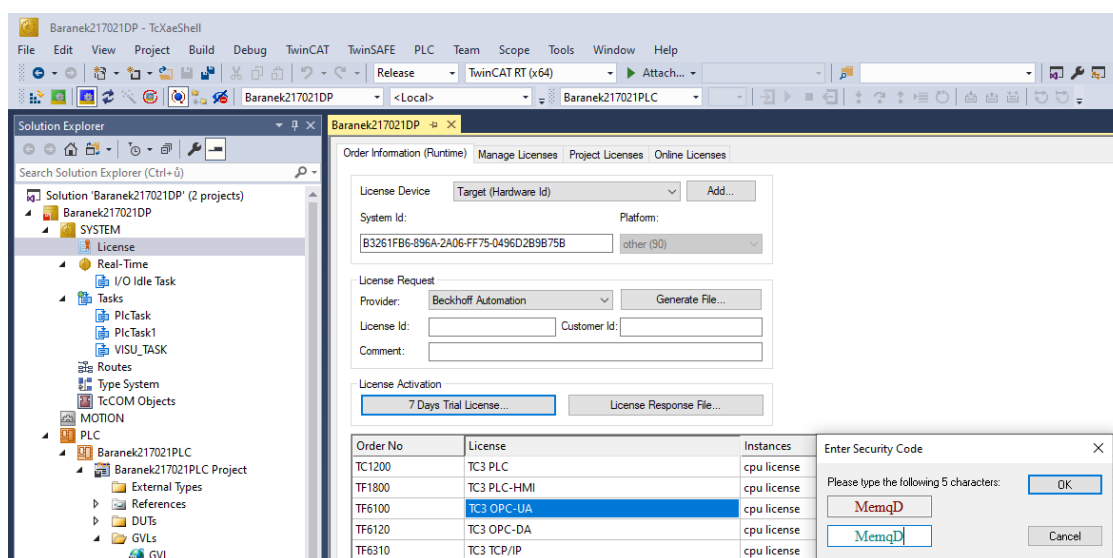 Baranek217021DP - TcXaeShell
File Edit View Project Build Debug TwinCAT TwinSAFE PLC Team Scope Tools Window Help
Release TwinCAT RT (x64) Attach...
Baranek217021DP <Local> Baranek217021PLC
Solution Explorer
Search Solution Explorer (Ctrl+ů)
Solution 'Baranek217021DP' (2 projects)
Baranek217021DP
SYSTEM
License
Real-Time
I/O Idle Task
Tasks
PlcTask
PlcTask1
VISU_TASK
Routes
Type System
TcCOM Objects
MOTION
PLC
Baranek217021PLC
Baranek217021PLC Project
External Types
References
DUTs
GVLs
GVL
Baranek217021DP
Order Information (Runtime) Manage Licenses Project Licenses Online Licenses
License Device Target (Hardware Id) Add...
System Id: Platform:
B3261FB6-896A-2A06-FF75-0496D2B9B75B other (90)
License Request
Provider: Beckhoff Automation Generate File...
License Id: Customer Id:
Comment:
License Activation
7 Days Trial License... License Response File...
Order No License Instances
TC1200 TC3 PLC cpu license
TF1800 TC3 PLC-HMI cpu license
TF6100 TC3 OPC-UA cpu license
TF6120 TC3 OPC-DA cpu license
TF6310 TC3 TCP/IP cpu license
Enter Security Code
Please type the following 5 characters: OK
MemqD
MemqD Cancel